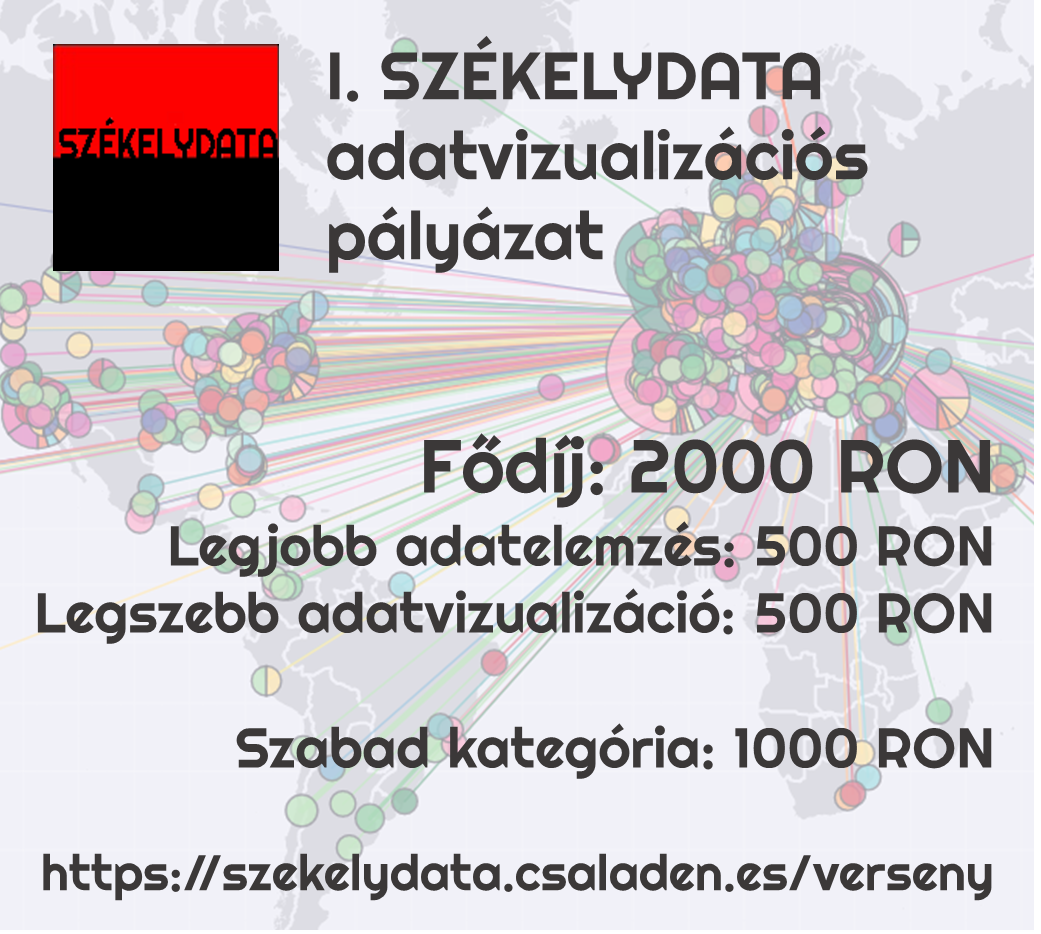 SZÉKELYDATA
I. SZÉKELYDATA
adatvizualizációs
pályázat
Fődíj: 2000 RON
Legjobb adatelemzés: 500 RON
Legszebb adatvizualizáció: 500 RON
Szabad kategória: 1000 RON
https://szekelydata.csaladen.es/verseny